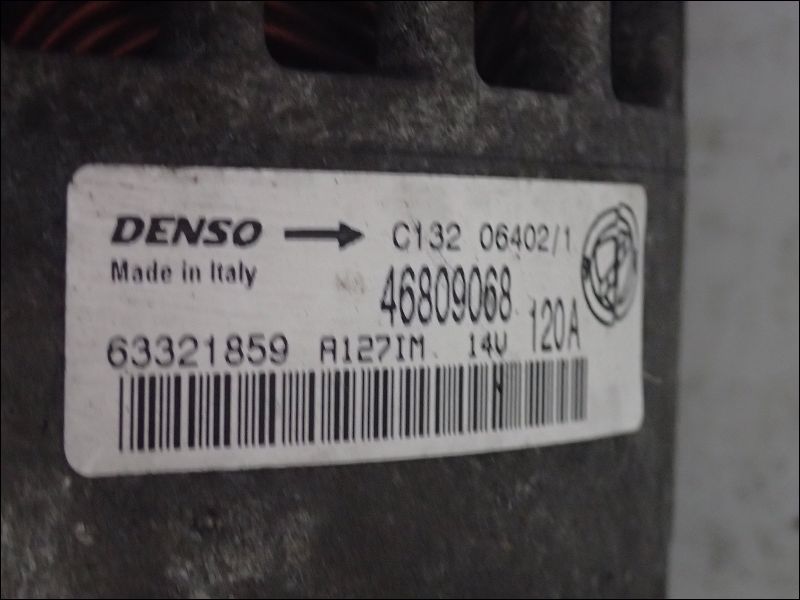 DENSO → C132 06402/1
Made in Italy
46809068
120A
63321859 A127IM 14V